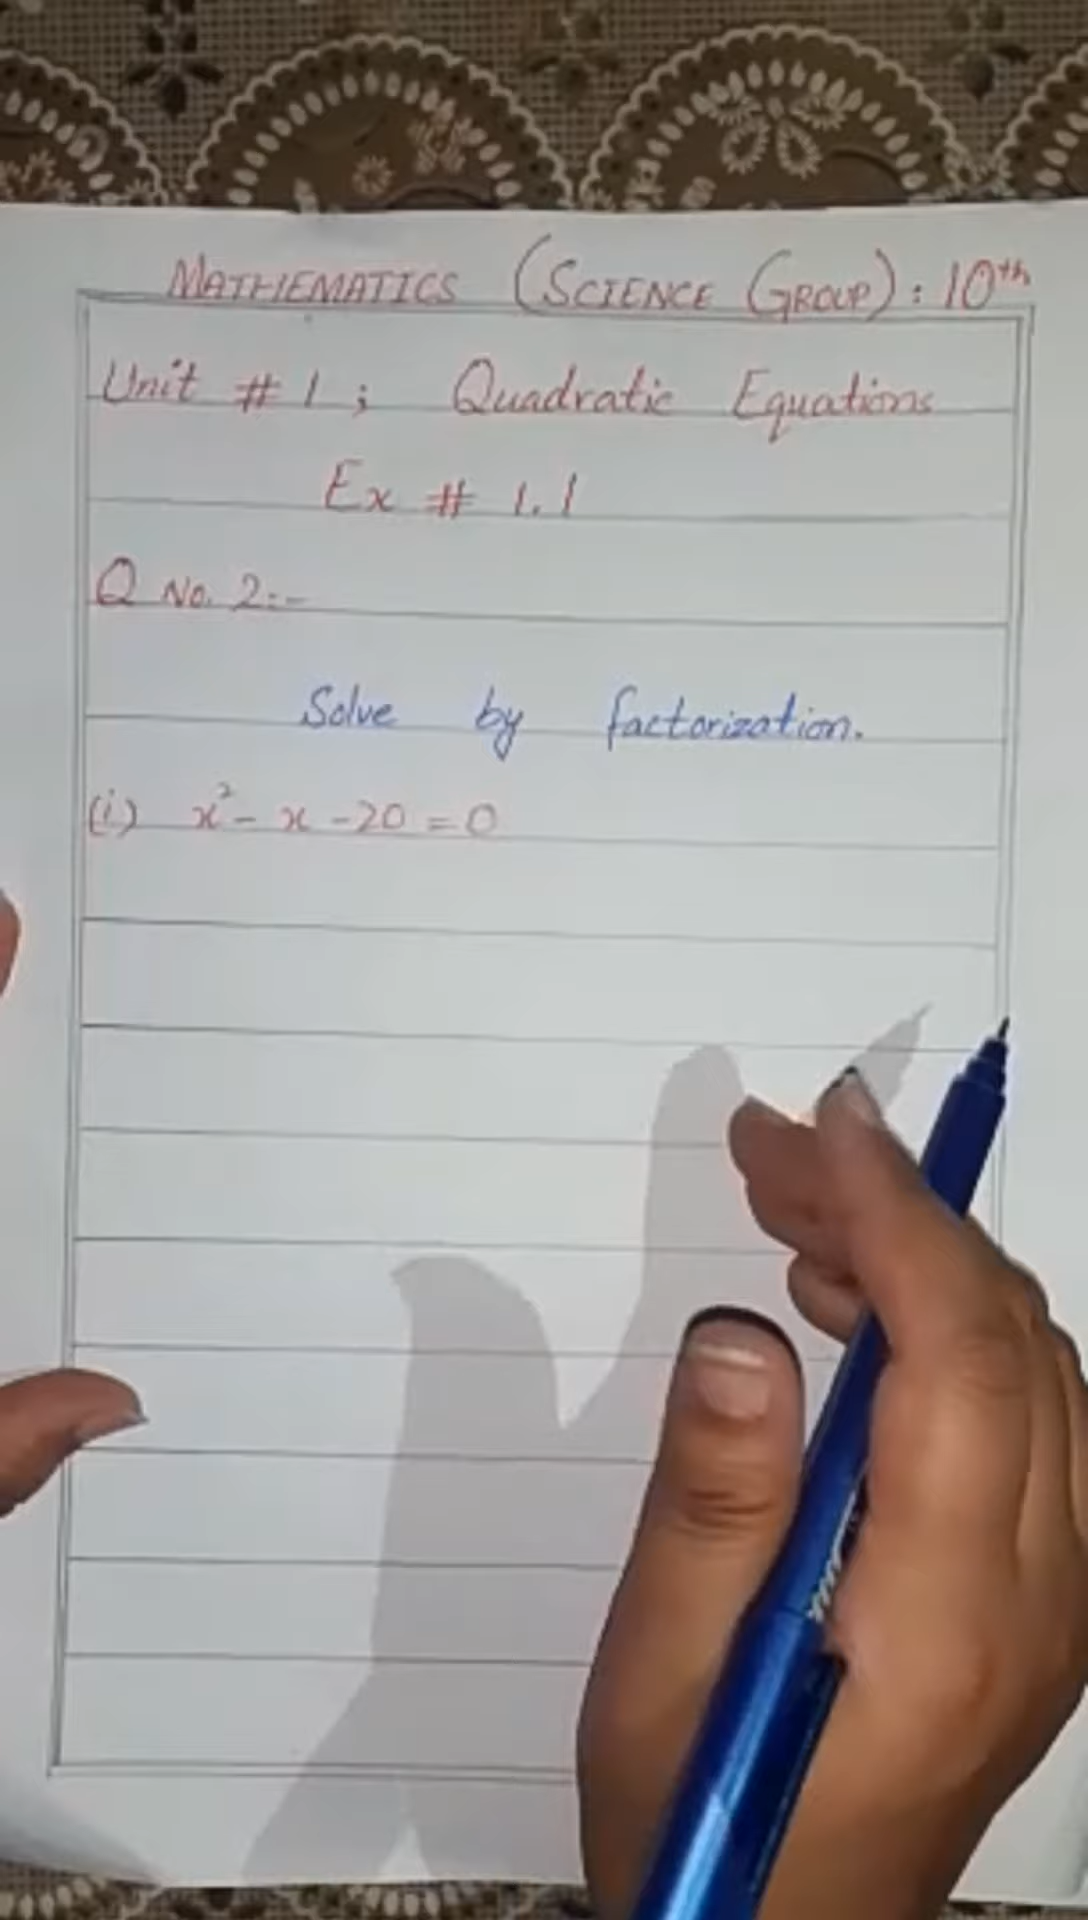 MATHEMATICS (SCIENCE GROUP): 10th
Unit # 1 ; Quadratic Equations
Ex # 1.1
Q No. 2:-
Solve by factorization.
(i) x² - x - 20 = 0